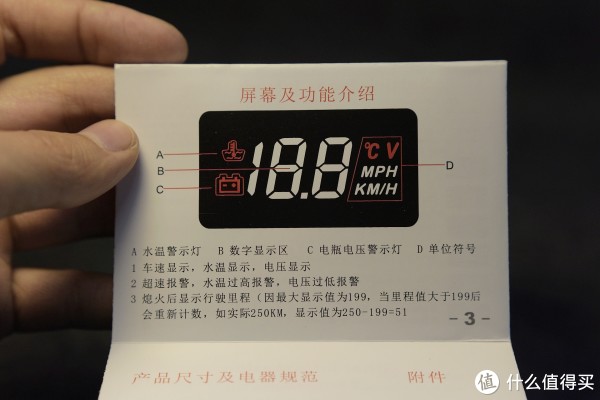 屏幕及功能介绍
A
B
C
18.8
℃ V
MPH
KM/H
D
A 水温警示灯 B 数字显示区 C 电瓶电压警示灯 D 单位符号
1 车速显示，水温显示，电压显示
2 超速报警，水温过高报警，电压过低报警
3 熄火后显示行驶里程（因最大显示值为199，当里程值大于199后
会重新计数，如实际250KM，显示值为250-199=51
- 3 -
产品尺寸及电器规范 附件
值 什么值得买